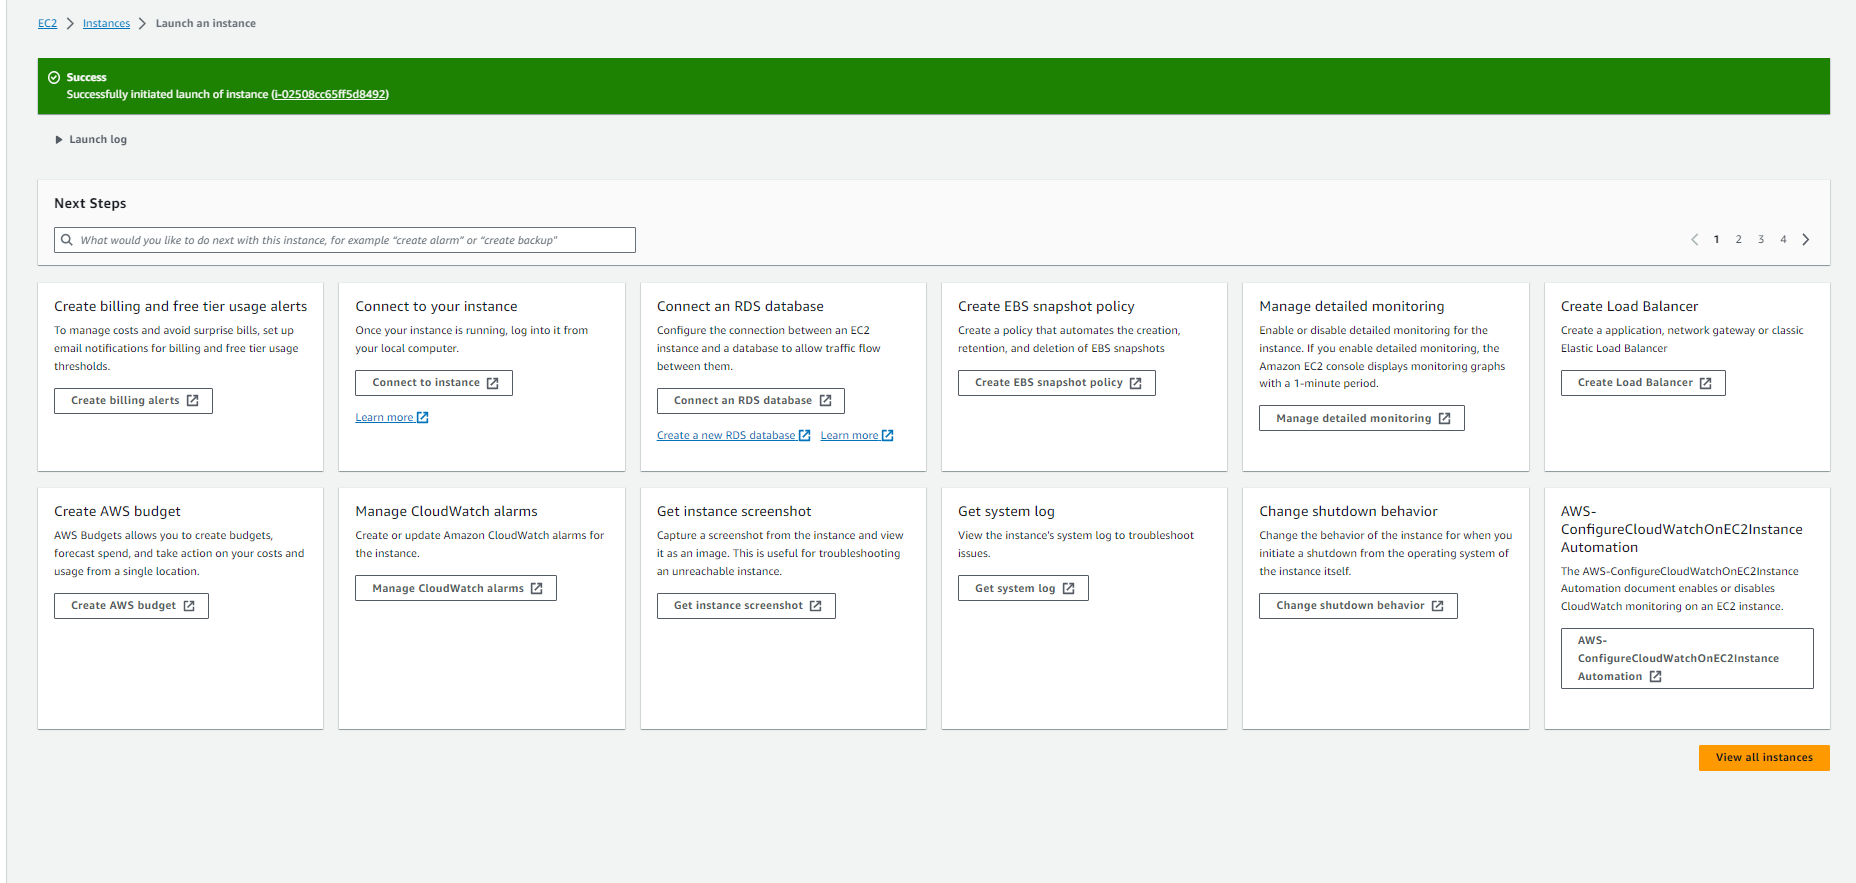 EC2 > Instances > Launch an instance
Success
Successfully initiated launch of instance (i-02508cc65ff5d8492)
Launch log
Next Steps
What would you like to do next with this instance, for example “create alarm” or “create backup”
1 2 3 4
Create billing and free tier usage alerts
To manage costs and avoid surprise bills, set up
email notifications for billing and free tier usage
thresholds.
Create billing alerts
Connect to your instance
Once your instance is running, log into it from
your local computer.
Connect to instance
Learn more
Connect an RDS database
Configure the connection between an EC2
instance and a database to allow traffic flow
between them.
Connect an RDS database
Create a new RDS database Learn more
Create EBS snapshot policy
Create a policy that automates the creation,
retention, and deletion of EBS snapshots
Create EBS snapshot policy
Manage detailed monitoring
Enable or disable detailed monitoring for the
instance. If you enable detailed monitoring, the
Amazon EC2 console displays monitoring graphs
with a 1-minute period.
Manage detailed monitoring
Create Load Balancer
Create a application, network gateway or classic
Elastic Load Balancer
Create Load Balancer
Create AWS budget
AWS Budgets allows you to create budgets,
forecast spend, and take action on your costs and
usage from a single location.
Create AWS budget
Manage CloudWatch alarms
Create or update Amazon CloudWatch alarms for
the instance.
Manage CloudWatch alarms
Get instance screenshot
Capture a screenshot from the instance and view
it as an image. This is useful for troubleshooting
an unreachable instance.
Get instance screenshot
Get system log
View the instance's system log to troubleshoot
issues.
Get system log
Change shutdown behavior
Change the behavior of the instance for when you
initiate a shutdown from the operating system of
the instance itself.
Change shutdown behavior
AWS-
ConfigureCloudWatchOnEC2Instance
Automation
The AWS-ConfigureCloudWatchOnEC2Instance
Automation document enables or disables
CloudWatch monitoring on an EC2 instance.
AWS-
ConfigureCloudWatchOnEC2Instance
Automation
View all instances